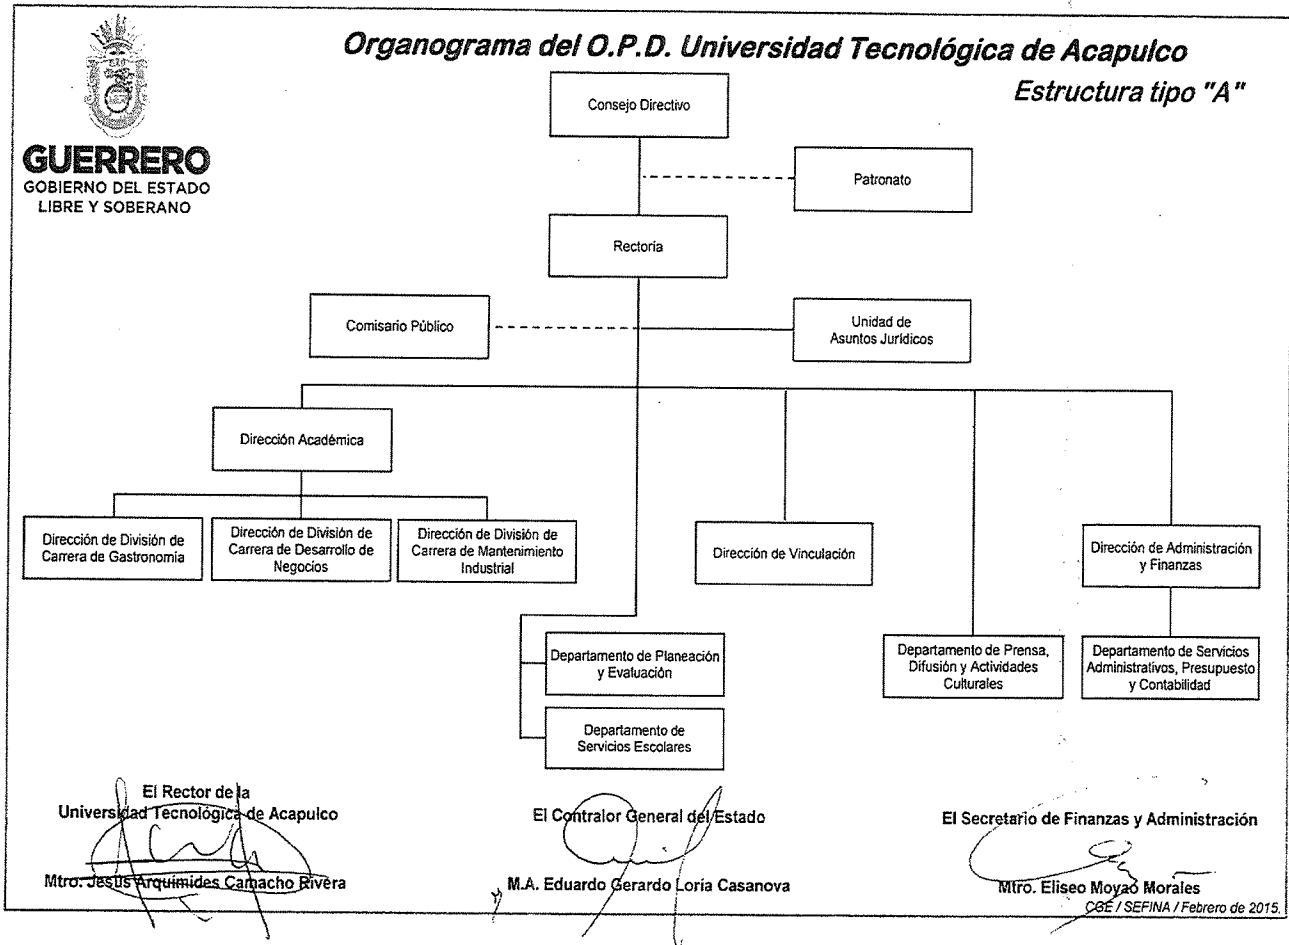 Organograma del O.P.D. Universidad Tecnológica de Acapulco
Estructura tipo "A"
GUERRERO
GOBIERNO DEL ESTADO
LIBRE Y SOBERANO
Consejo Directivo
Patronato
Rectoría
Comisario Público
Unidad de
Asuntos Jurídicos
Dirección Académica
Dirección de División de
Carrera de Gastronomía
Dirección de División de
Carrera de Desarrollo de
Negocios
Dirección de División de
Carrera de Mantenimiento
Industrial
Dirección de Vinculación
Dirección de Administración
y Finanzas
Departamento de Planeación
y Evaluación
Departamento de Prensa,
Difusión y Actividades
Culturales
Departamento de Servicios
Administrativos, Presupuesto
y Contabilidad
Departamento de
Servicios Escolares
El Rector de la
Universidad Tecnológica de Acapulco
Mtro. Jesús Arquímides Camacho Rivera
El Contralor General del Estado
M.A. Eduardo Gerardo Loría Casanova
El Secretario de Finanzas y Administración
Mtro. Eliseo Moyao Morales
CGE / SEFINA / Febrero de 2015.